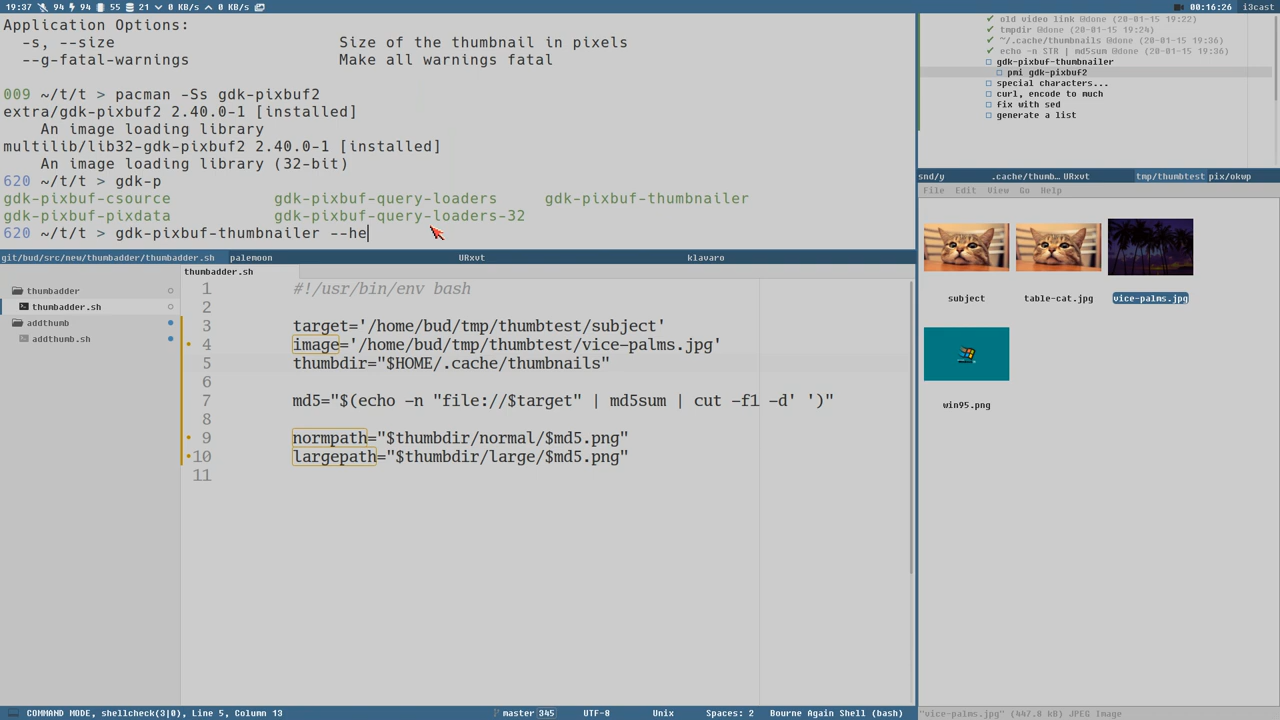 19:37 94 94 55 21 0 KB/s 0 KB/s 00:16:26 i3cast
Application Options:
-s, --size Size of the thumbnail in pixels
--g-fatal-warnings Make all warnings fatal
009 ~/t/t > pacman -Ss gdk-pixbuf2
extra/gdk-pixbuf2 2.40.0-1 [installed]
An image loading library
multilib/lib32-gdk-pixbuf2 2.40.0-1 [installed]
An image loading library (32-bit)
620 ~/t/t > gdk-p
gdk-pixbuf-csource gdk-pixbuf-query-loaders gdk-pixbuf-thumbnailer
gdk-pixbuf-pixdata gdk-pixbuf-query-loaders-32
620 ~/t/t > gdk-pixbuf-thumbnailer --he
✔ old video link @done (20-01-15 19:22)
✔ tmpdir @done (20-01-15 19:24)
✔ ~/.cache/thumbnails @done (20-01-15 19:36)
✔ echo -n STR | md5sum @done (20-01-15 19:36)
☐ gdk-pixbuf-thumbnailer
☐ pmi gdk-pixbuf2
☐ special characters...
☐ curl, encode to much
☐ fix with sed
☐ generate a list
snd/y .cache/thumb… URxvt tmp/thumbtest pix/okwp
File Edit View Go Help
subject table-cat.jpg vice-palms.jpg
win95.png
"vice-palms.jpg" (447.8 kB) JPEG Image
git/bud/src/new/thumbadder/thumbadder.sh palemoon URxvt klavaro
thumbadder
thumbadder.sh
addthumb
addthumb.sh
thumbadder.sh
1 #!/usr/bin/env bash
2
3 target='/home/bud/tmp/thumbtest/subject'
4 image='/home/bud/tmp/thumbtest/vice-palms.jpg'
5 thumbdir="$HOME/.cache/thumbnails"
6
7 md5="$(echo -n "file://$target" | md5sum | cut -f1 -d' ')"
8
9 normpath="$thumbdir/normal/$md5.png"
10 largepath="$thumbdir/large/$md5.png"
11
COMMAND MODE, shellcheck(3|0), Line 5, Column 13 master 345 UTF-8 Unix Spaces: 2 Bourne Again Shell (bash)